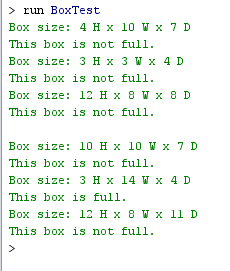 > run BoxTest
Box size: 4 H x 10 W x 7 D
This box is not full.
Box size: 3 H x 3 W x 4 D
This box is not full.
Box size: 12 H x 8 W x 8 D
This box is not full.

Box size: 10 H x 10 W x 7 D
This box is not full.
Box size: 3 H x 14 W x 4 D
This box is full.
Box size: 12 H x 8 W x 11 D
This box is not full.
>